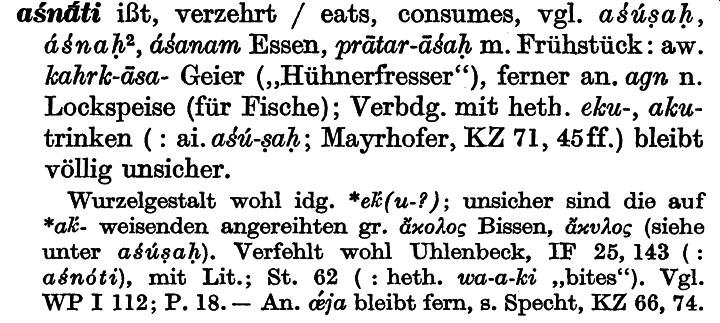 aśnā́ti ißt, verzehrt / eats, consumes, vgl. aśúṣaḥ,
áśnaḥ², áśanam Essen, prātar-āśaḥ m. Frühstück: aw.
kahrk-āsa- Geier („Hühnerfresser“), ferner an. agn n.
Lockspeise (für Fische); Verbdg. mit heth. eku-, aku-
trinken (: ai. aśú-ṣaḥ; Mayrhofer, KZ 71, 45ff.) bleibt
völlig unsicher.
Wurzelgestalt wohl idg. *ek̑(u-?); unsicher sind die auf
*ak̑- weisenden angereihten gr. ἄκολος Bissen, ἄκυλος (siehe
unter aśúṣaḥ). Verfehlt wohl Uhlenbeck, IF 25, 143 (:
aśnóti), mit Lit.; St. 62 ( : heth. wa-a-ki „bites“). Vgl.
WP I 112; P. 18. — An. ǽja bleibt fern, s. Specht, KZ 66, 74.